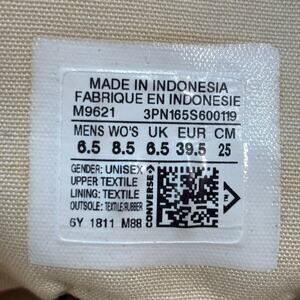 MADE IN INDONESIA
FABRIQUE EN INDONESIE
M9621 3PN165S600119
MENS WO'S UK EUR CM
6.5 8.5 6.5 39.5 25
GENDER: UNISEX
UPPER TEXTILE
LINING: TEXTILE
OUTSOLE: TEXTILE/RUBBER
CONVERSE
6Y 1811 M88